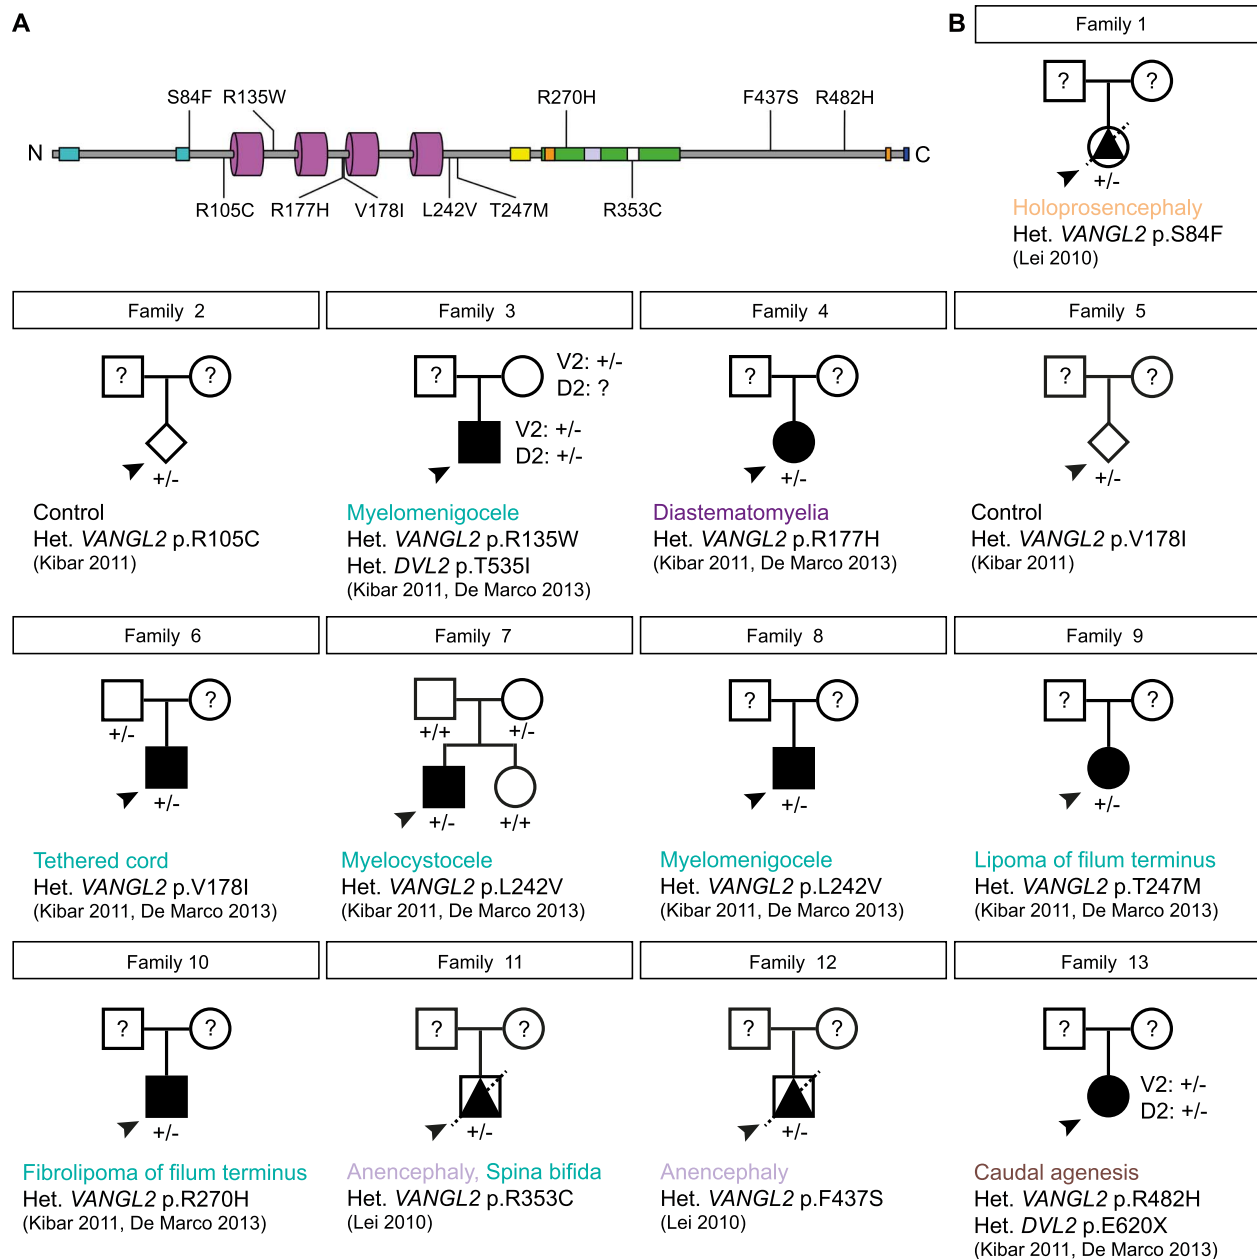 A
S84F R135W R270H F437S R482H
N C
R105C R177H V178I L242V T247M R353C
B
Family 1
? ?
+/-
Holoprosencephaly
Het. VANGL2 p.S84F
(Lei 2010)
Family 2
? ?
+/-
Control
Het. VANGL2 p.R105C
(Kibar 2011)
Family 3
?
V2: +/-
D2: ?
V2: +/-
D2: +/-
Myelomenigocele
Het. VANGL2 p.R135W
Het. DVL2 p.T535I
(Kibar 2011, De Marco 2013)
Family 4
? ?
+/-
Diastematomyelia
Het. VANGL2 p.R177H
(Kibar 2011, De Marco 2013)
Family 5
? ?
+/-
Control
Het. VANGL2 p.V178I
(Kibar 2011)
Family 6
?
+/-
+/-
Tethered cord
Het. VANGL2 p.V178I
(Kibar 2011, De Marco 2013)
Family 7
+/+ +/-
+/- +/+
Myelocystocele
Het. VANGL2 p.L242V
(Kibar 2011, De Marco 2013)
Family 8
? ?
+/-
Myelomenigocele
Het. VANGL2 p.L242V
(Kibar 2011, De Marco 2013)
Family 9
? ?
+/-
Lipoma of filum terminus
Het. VANGL2 p.T247M
(Kibar 2011, De Marco 2013)
Family 10
? ?
+/-
Fibrolipoma of filum terminus
Het. VANGL2 p.R270H
(Kibar 2011, De Marco 2013)
Family 11
? ?
+/-
Anencephaly, Spina bifida
Het. VANGL2 p.R353C
(Lei 2010)
Family 12
? ?
+/-
Anencephaly
Het. VANGL2 p.F437S
(Lei 2010)
Family 13
? ?
V2: +/-
D2: +/-
Caudal agenesis
Het. VANGL2 p.R482H
Het. DVL2 p.E620X
(Kibar 2011, De Marco 2013)